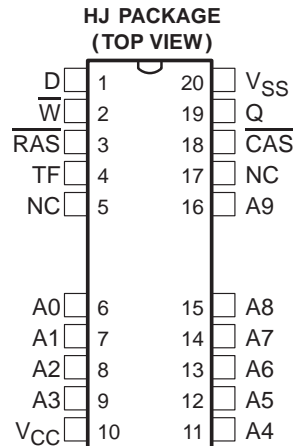 HJ PACKAGE
(TOP VIEW)
D 1 20 VSS
W 2 19 Q
RAS 3 18 CAS
TF 4 17 NC
NC 5 16 A9
A0 6 15 A8
A1 7 14 A7
A2 8 13 A6
A3 9 12 A5
VCC 10 11 A4